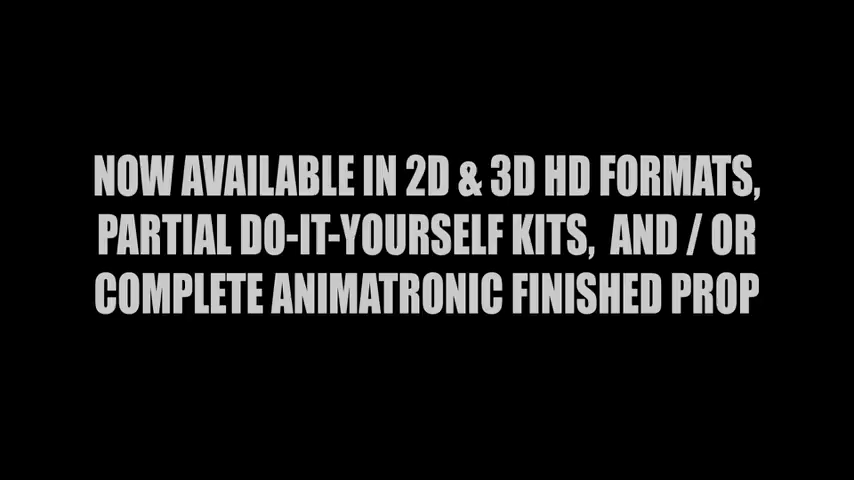 NOW AVAILABLE IN 2D & 3D HD FORMATS,
PARTIAL DO-IT-YOURSELF KITS, AND / OR
COMPLETE ANIMATRONIC FINISHED PROP